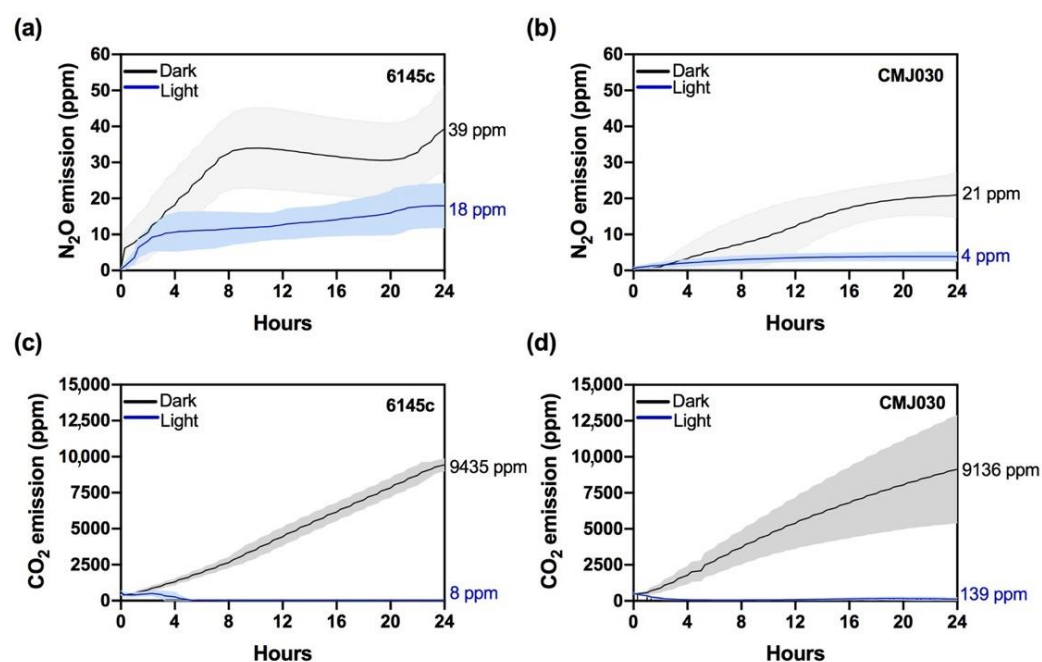 (a)
60
50
40
30
20
10
0
N₂O emission (ppm)
Dark
Light
6145c
39 ppm
18 ppm
0 4 8 12 16 20 24
Hours
(b)
60
50
40
30
20
10
0
N₂O emission (ppm)
Dark
Light
CMJ030
21 ppm
4 ppm
0 4 8 12 16 20 24
Hours
(c)
15,000
12,500
10,000
7500
5000
2500
0
CO₂ emission (ppm)
Dark
Light
6145c
9435 ppm
8 ppm
0 4 8 12 16 20 24
Hours
(d)
15,000
12,500
10,000
7500
5000
2500
0
CO₂ emission (ppm)
Dark
Light
CMJ030
9136 ppm
139 ppm
0 4 8 12 16 20 24
Hours